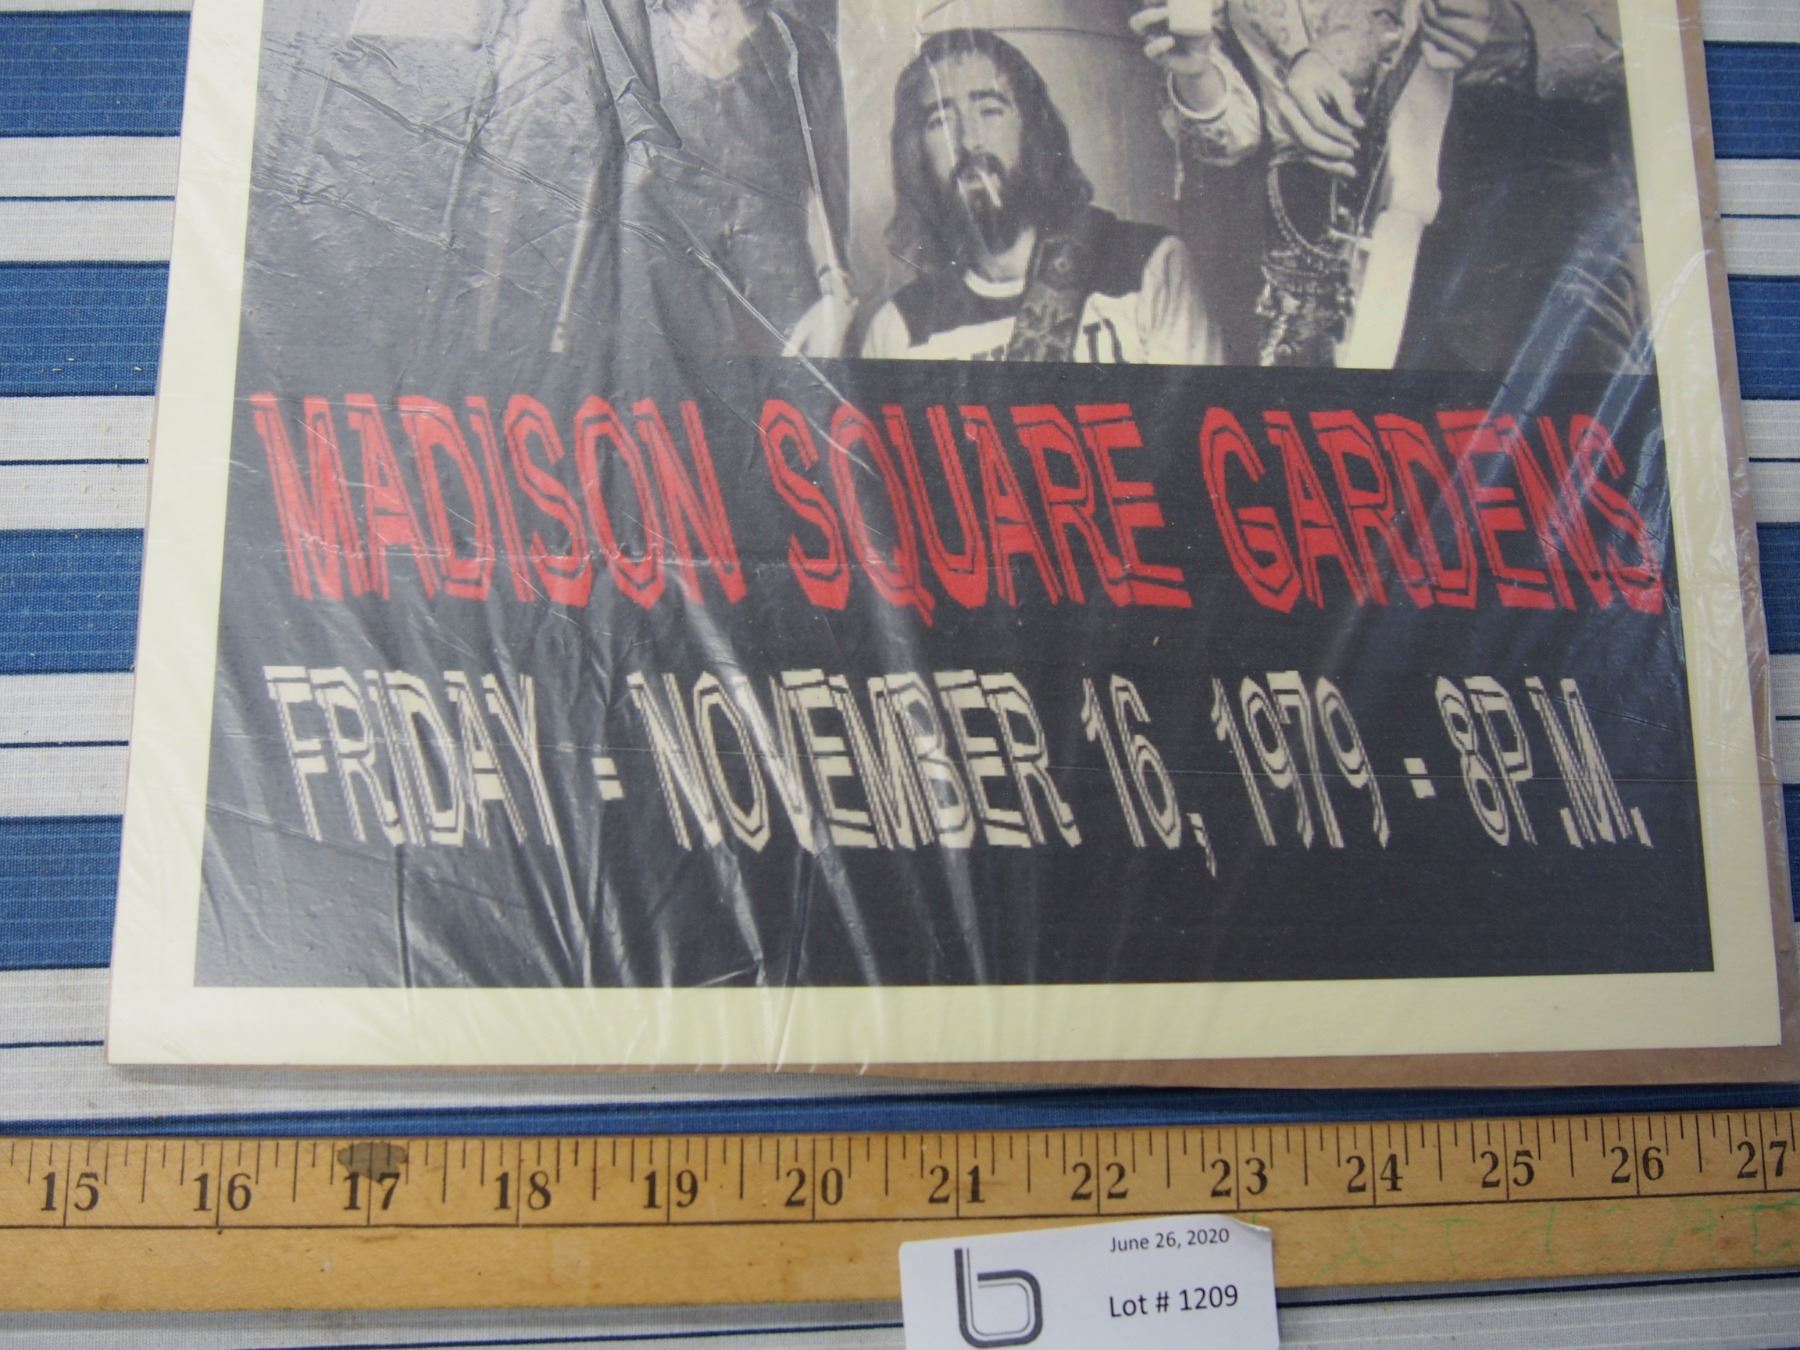 MADISON SQUARE GARDENS
FRIDAY - NOVEMBER 16, 1979 - 8P.M.
15 16 17 18 19 20 21 22 23 24 25 26 27
June 26, 2020
b
Lot # 1209